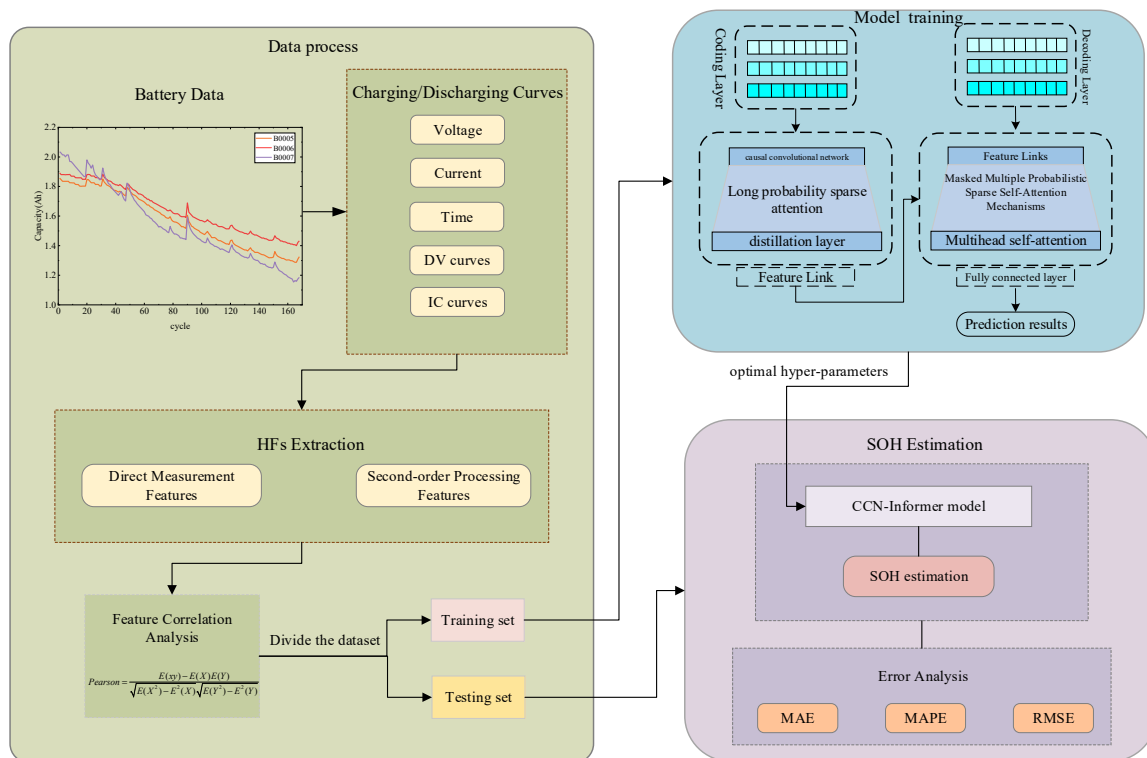 Data process
Battery Data
2.2
2.0
1.8
1.6
1.4
1.2
1.0
Capacity(Ah)
0 20 40 60 80 100 120 140 160
cycle
B0005
B0006
B0007
Charging/Discharging Curves
Voltage
Current
Time
DV curves
IC curves
HFs Extraction
Direct Measurement
Features
Second-order Processing
Features
Feature Correlation
Analysis
Pearson = E(xy) − E(X)E(Y) / √E(X²) − E²(X) √E(Y²) − E²(Y)
Divide the dataset
Training set
Testing set
Model training
Coding Layer
causal convolutional network
Long probability sparse
attention
distillation layer
Feature Link
Decoding Layer
Feature Links
Masked Multiple Probabilistic
Sparse Self-Attention
Mechanisms
Multihead self-attention
Fully connected layer
Prediction results
optimal hyper-parameters
SOH Estimation
CCN-Informer model
SOH estimation
Error Analysis
MAE
MAPE
RMSE